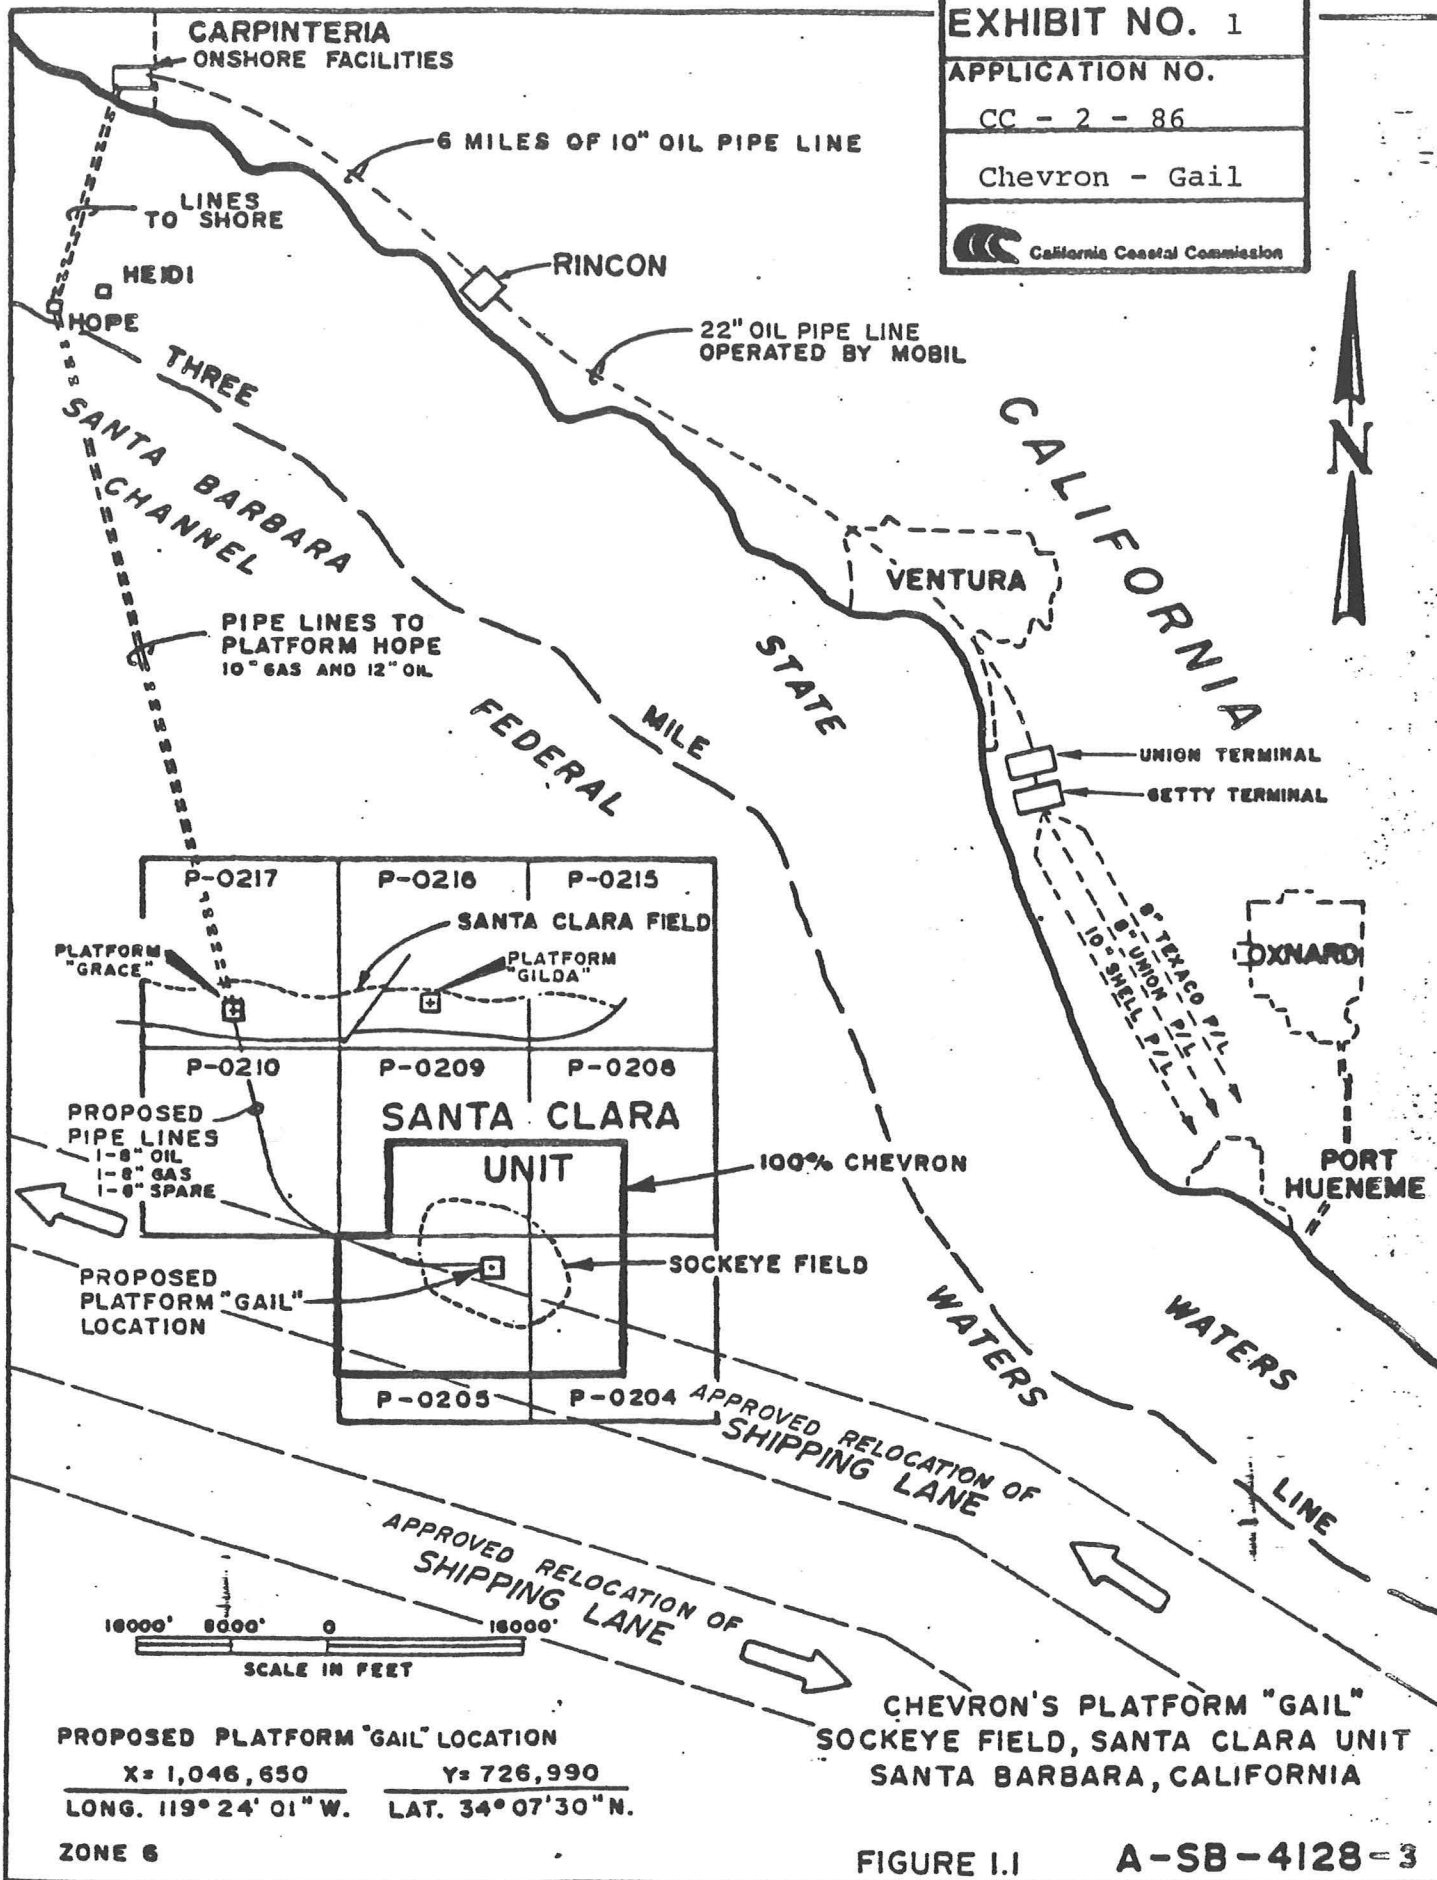 EXHIBIT NO. 1
APPLICATION NO.
CC - 2 - 86
Chevron - Gail
California Coastal Commission
CARPINTERIA
ONSHORE FACILITIES
6 MILES OF 10" OIL PIPE LINE
LINES
TO SHORE
HEIDI
HOPE
RINCON
22" OIL PIPE LINE
OPERATED BY MOBIL
THREE
SANTA BARBARA
CHANNEL
N
CALIFORNIA
VENTURA
PIPE LINES TO
PLATFORM HOPE
10" GAS AND 12" OIL
STATE
FEDERAL
MILE
UNION TERMINAL
GETTY TERMINAL
P-0217
P-0216
P-0215
SANTA CLARA FIELD
PLATFORM
"GRACE"
PLATFORM
"GILDA"
8" TEXACO P/L
8" UNION P/L
10" SHELL P/L
OXNARD
P-0210
P-0209
P-0208
PROPOSED
PIPE LINES
1-8" OIL
1-8" GAS
1-8" SPARE
SANTA CLARA
UNIT
100% CHEVRON
PORT
HUENEME
SOCKEYE FIELD
PROPOSED
PLATFORM "GAIL"
LOCATION
WATERS
WATERS
P-0205
P-0204
APPROVED RELOCATION OF
SHIPPING LANE
LINE
APPROVED RELOCATION OF
SHIPPING LANE
16000' 8000' 0 16000'
SCALE IN FEET
CHEVRON'S PLATFORM "GAIL"
SOCKEYE FIELD, SANTA CLARA UNIT
SANTA BARBARA, CALIFORNIA
PROPOSED PLATFORM "GAIL" LOCATION
X= 1,046,650 Y= 726,990
LONG. 119° 24' 01" W. LAT. 34° 07' 30" N.
ZONE 6
FIGURE 1.1
A-SB-4128-3